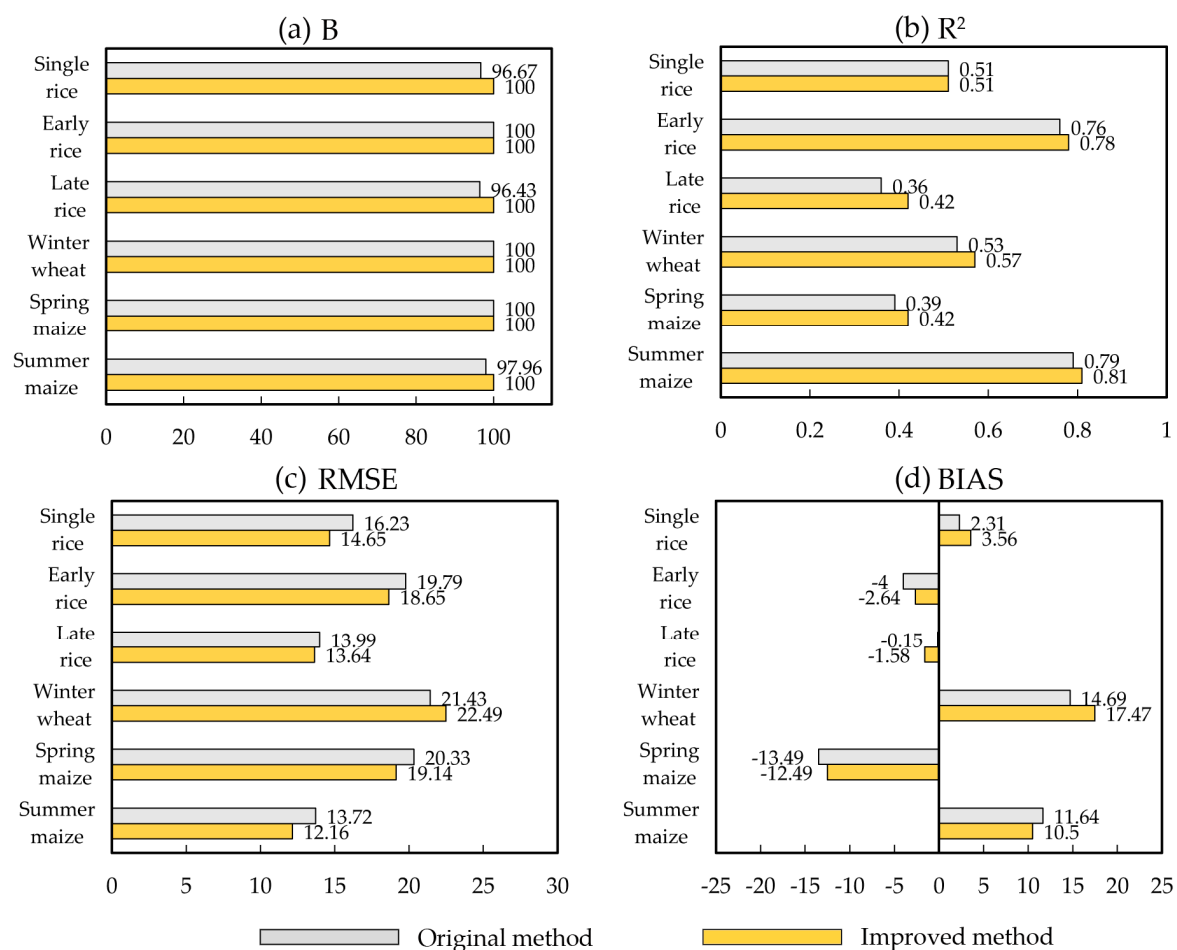 (a) B
Single
rice
96.67
100
Early
rice
100
100
Late
rice
96.43
100
Winter
wheat
100
100
Spring
maize
100
100
Summer
maize
97.96
100
0 20 40 60 80 100
(b) R²
Single
rice
0.51
0.51
Early
rice
0.76
0.78
Late
rice
0.36
0.42
Winter
wheat
0.53
0.57
Spring
maize
0.39
0.42
Summer
maize
0.79
0.81
0 0.2 0.4 0.6 0.8 1
(c) RMSE
Single
rice
16.23
14.65
Early
rice
19.79
18.65
Late
rice
13.99
13.64
Winter
wheat
21.43
22.49
Spring
maize
20.33
19.14
Summer
maize
13.72
12.16
0 5 10 15 20 25 30
(d) BIAS
Single
rice
2.31
3.56
Early
rice
-4
-2.64
Late
rice
-0.15
-1.58
Winter
wheat
14.69
17.47
Spring
maize
-13.49
-12.49
Summer
maize
11.64
10.5
-25 -20 -15 -10 -5 0 5 10 15 20 25
Original method
Improved method